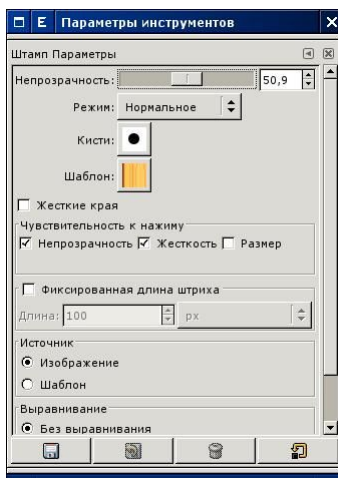 Е Параметры инструментов
Штамп Параметры
Непрозрачность: 50,9
Режим: Нормальное
Кисти:
Шаблон:
Жесткие края
Чувствительность к нажиму
Непрозрачность Жесткость Размер
Фиксированная длина штриха
Длина: 100 px
Источник
Изображение
Шаблон
Выравнивание
Без выравнивания